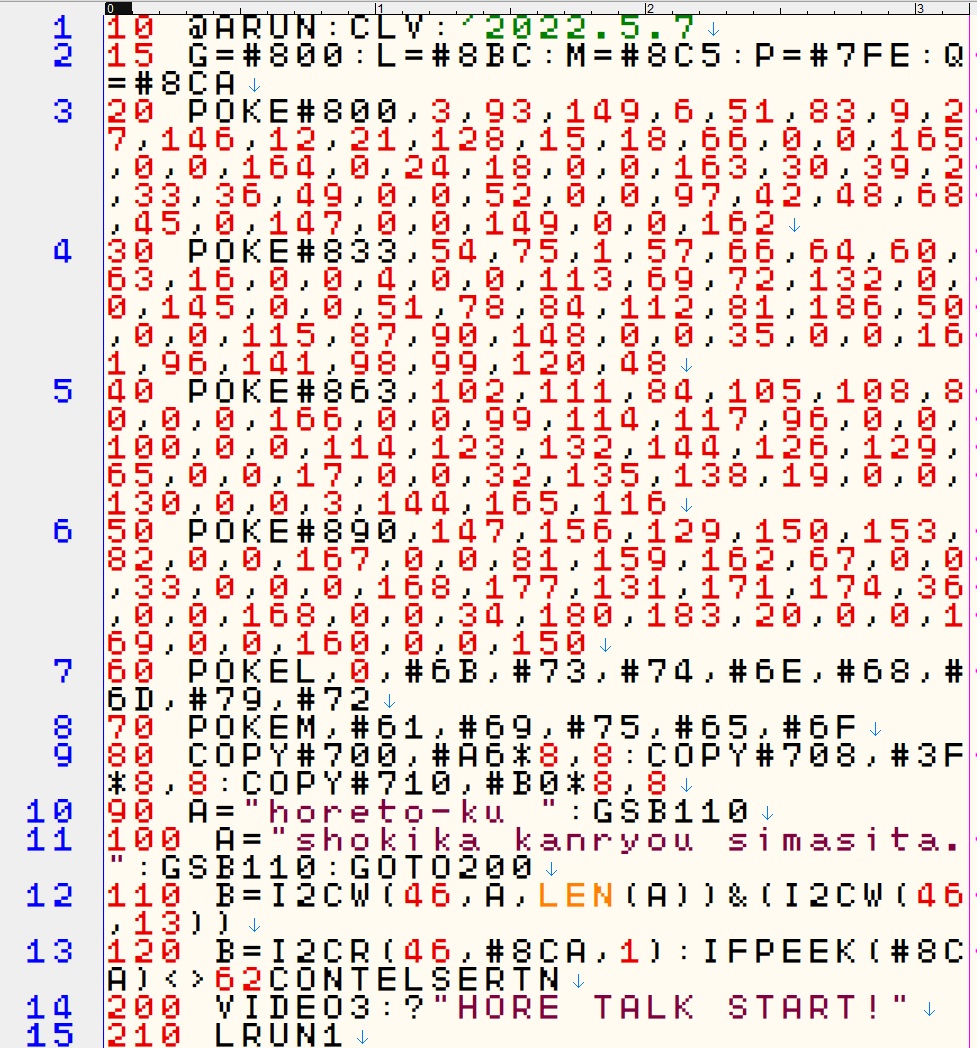 0 1 2 3
1 10 @ARUN:CLV:'2022.5.7↓
2 15 G=#800:L=#8BC:M=#8C5:P=#7FE:Q
=#8CA↓
3 20 POKE#800,3,93,149,6,51,83,9,2
7,146,12,21,128,15,18,66,0,0,165
,0,0,164,0,24,18,0,0,163,30,39,2
,33,36,49,0,0,52,0,0,97,42,48,68
,45,0,147,0,0,149,0,0,162↓
4 30 POKE#833,54,75,1,57,66,64,60,
63,16,0,0,4,0,0,113,69,72,132,0,
0,145,0,0,51,78,84,112,81,186,50
,0,0,115,87,90,148,0,0,35,0,0,16
1,96,141,98,99,120,48↓
5 40 POKE#863,102,111,84,105,108,8
0,0,0,166,0,0,99,114,117,96,0,0,
100,0,0,114,123,132,144,126,129,
65,0,0,17,0,0,32,135,138,19,0,0,
130,0,0,3,144,165,116↓
6 50 POKE#890,147,156,129,150,153,
82,0,0,167,0,0,81,159,162,67,0,0
,33,0,0,0,168,177,131,171,174,36
,0,0,168,0,0,34,180,183,20,0,0,1
69,0,0,160,0,0,150↓
7 60 POKEL,0,#6B,#73,#74,#6E,#68,#
6D,#79,#72↓
8 70 POKEM,#61,#69,#75,#65,#6F↓
9 80 COPY#700,#A6*8,8:COPY#708,#3F
*8,8:COPY#710,#B0*8,8↓
10 90 A="horeto-ku ":GSB110↓
11 100 A="shokika kanryou simasita.
":GSB110:GOTO200↓
12 110 B=I2CW(46,A,LEN(A))&(I2CW(46
,13))↓
13 120 B=I2CR(46,#8CA,1):IFPEEK(#8C
A)<>62CONTELSERTN↓
14 200 VIDEO3:?"HORE TALK START!"↓
15 210 LRUN1↓